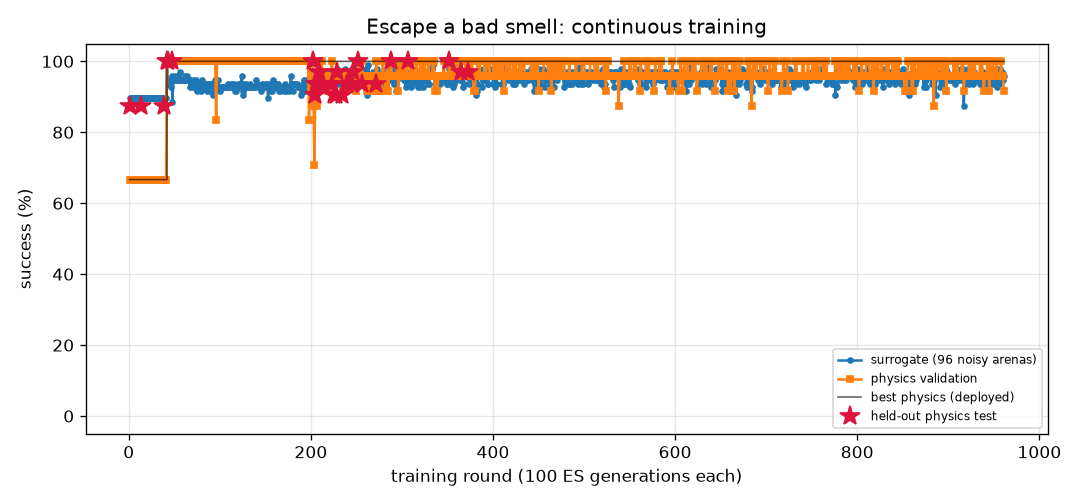 Escape a bad smell: continuous training
success (%)
100
80
60
40
20
0
surrogate (96 noisy arenas)
physics validation
best physics (deployed)
held-out physics test
0 200 400 600 800 1000
training round (100 ES generations each)